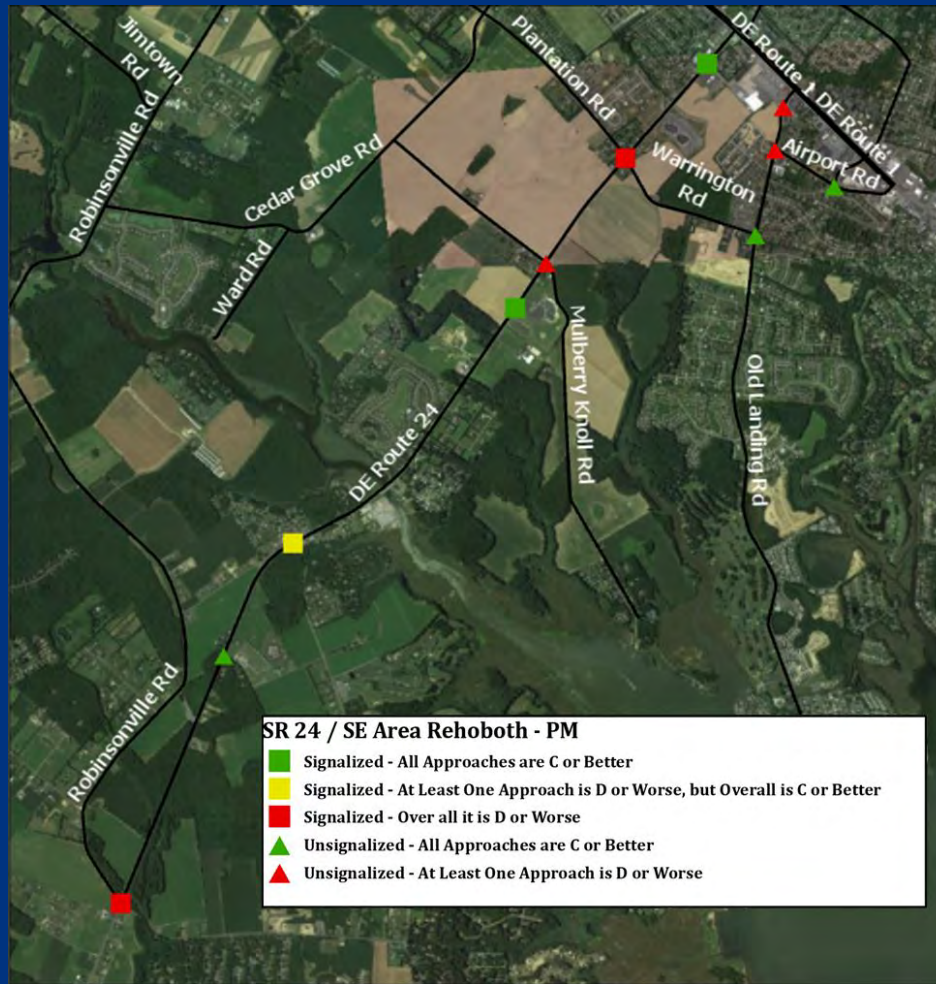 Jimtown
Rd
Robinsonville Rd
Cedar Grove Rd
Ward Rd
Plantation Rd
DE Route 1
DE Route 1
Airport Rd
Warrington
Rd
Mulberry Knoll Rd
Old Landing Rd
DE Route 24
Robinsonville Rd
SR 24 / SE Area Rehoboth - PM
Signalized - All Approaches are C or Better
Signalized - At Least One Approach is D or Worse, but Overall is C or Better
Signalized - Over all it is D or Worse
Unsignalized - All Approaches are C or Better
Unsignalized - At Least One Approach is D or Worse